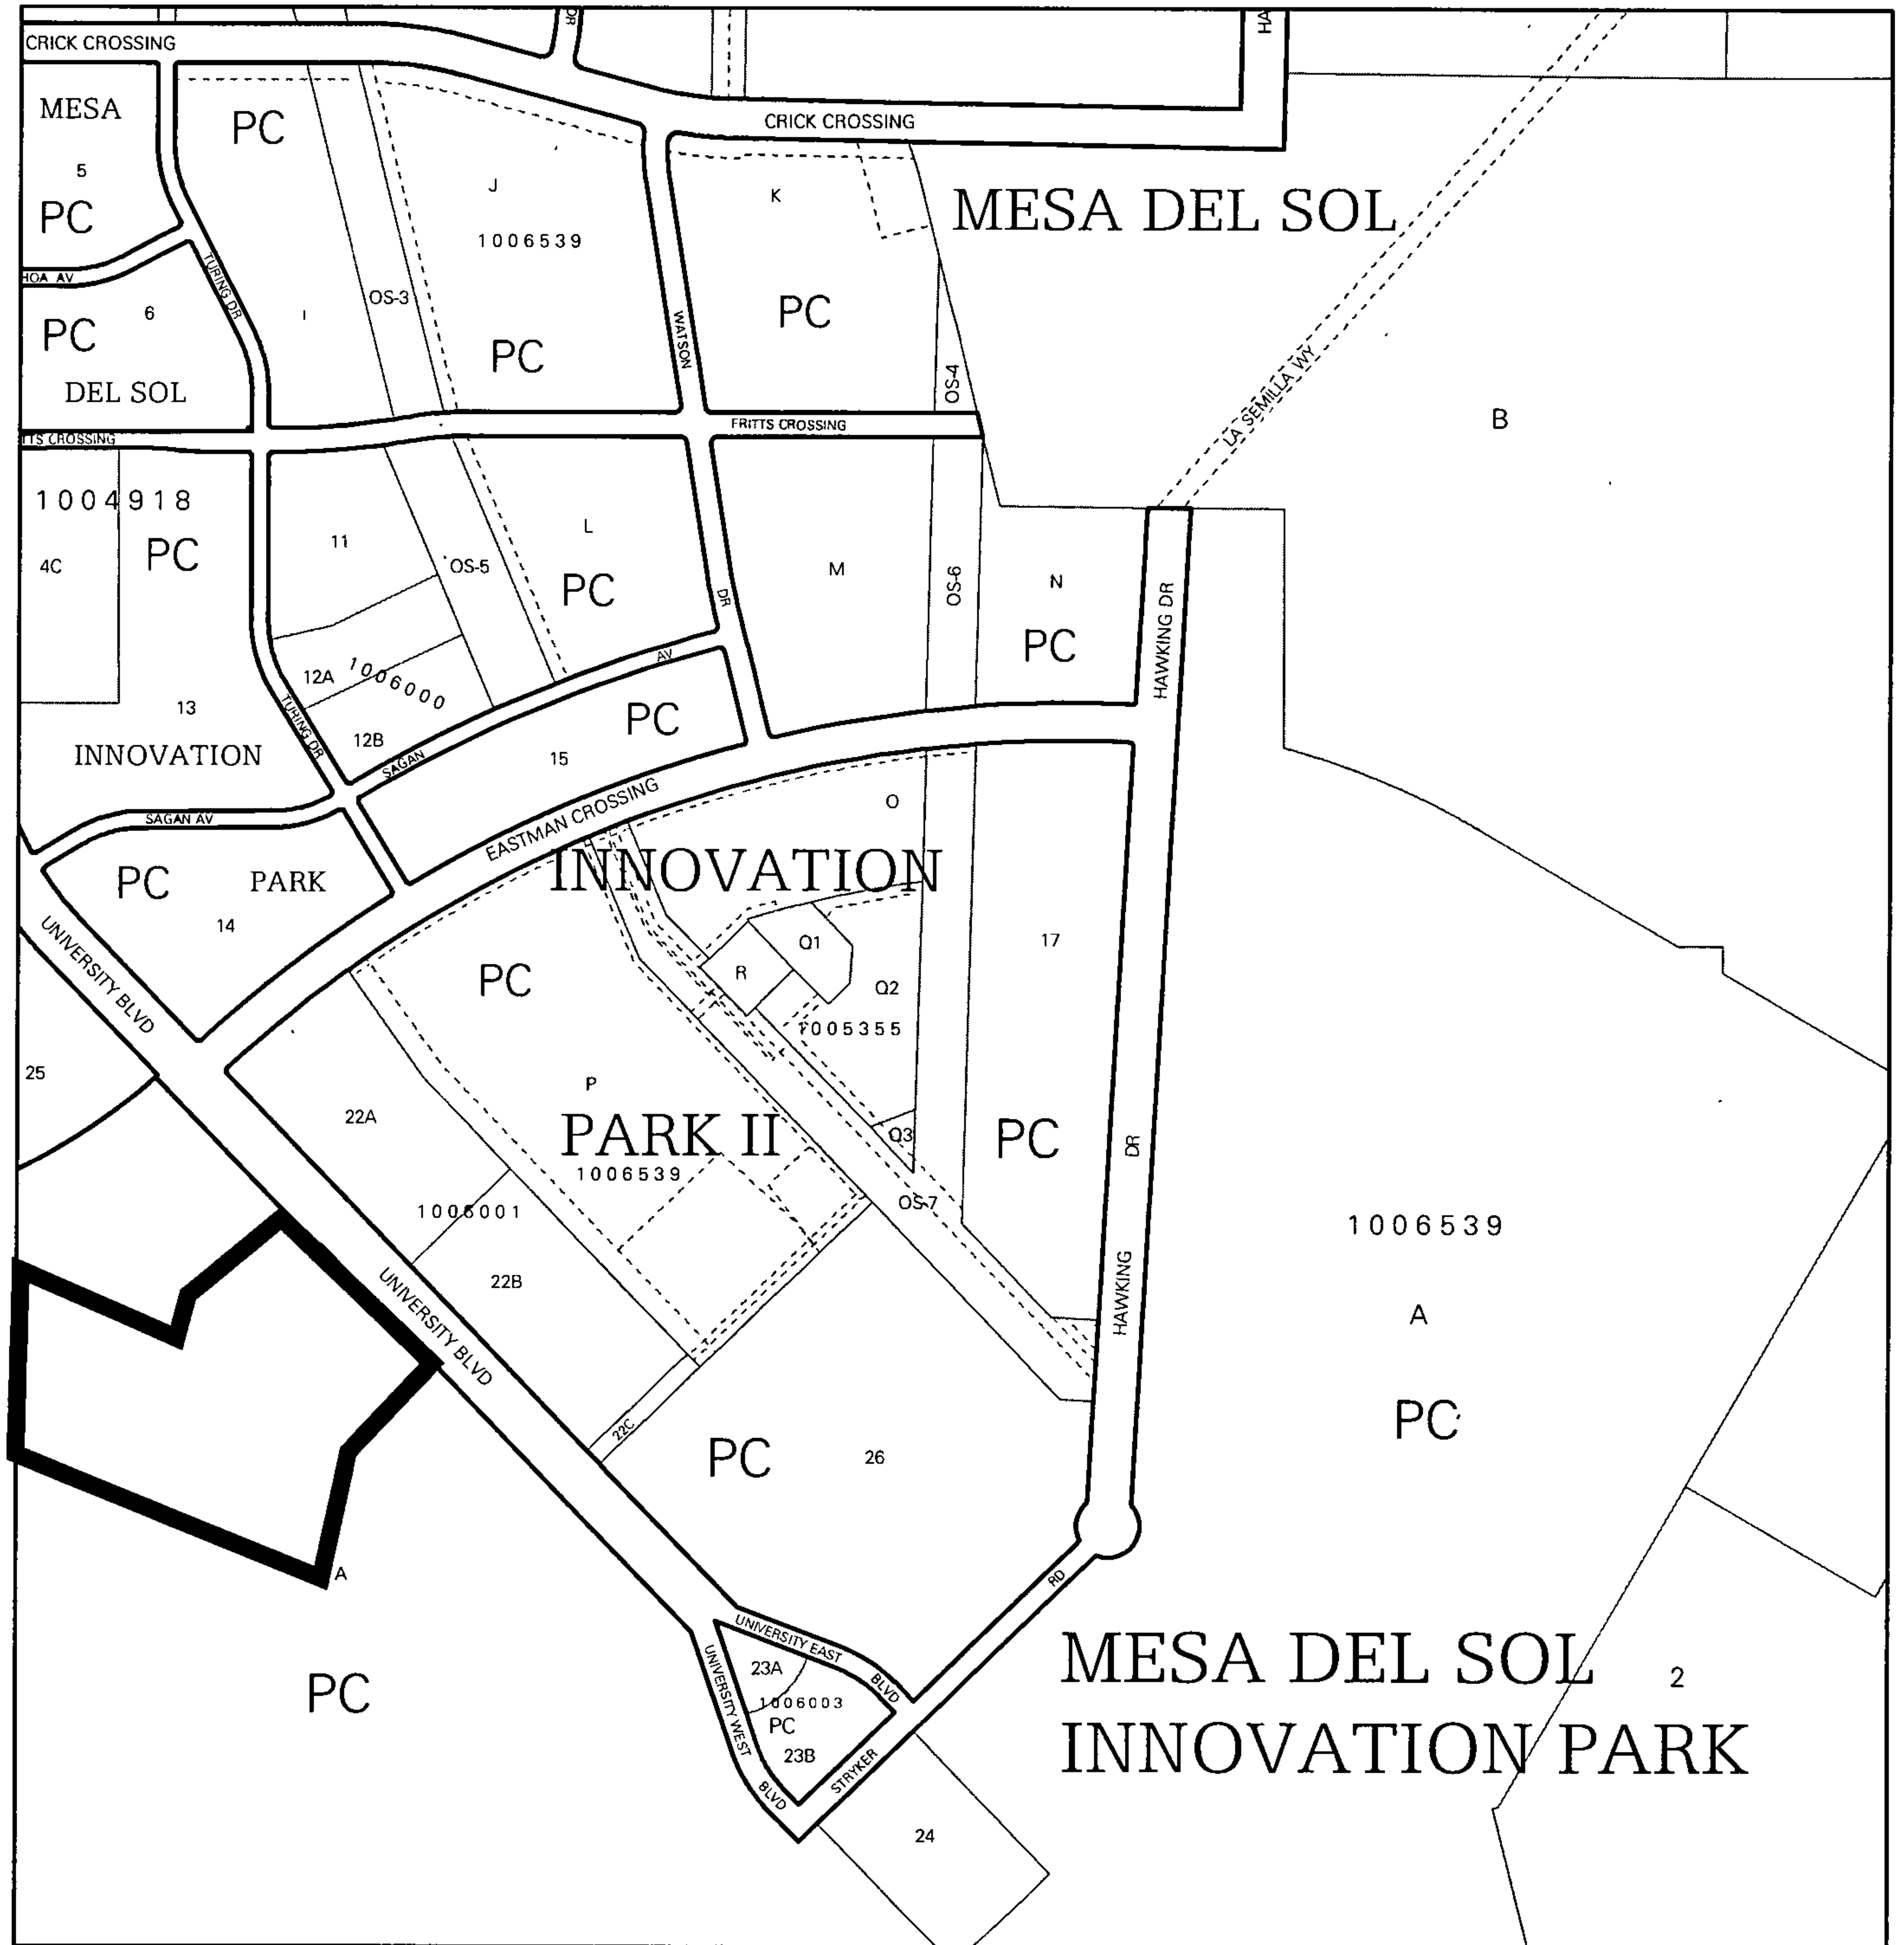 DR
HA
CRICK CROSSING
MESA
PC
CRICK CROSSING
5
J
K
PC
1006539
MESA DEL SOL
HOA AV
TURING DR
OS-3
6
I
PC
PC
WATSON
PC
LA SEMILLA WY
DEL SOL
OS-4
B
TTS CROSSING
FRITTS CROSSING
1004918
PC
11
L
4C
OS-5
M
OS-6
N
PC
DR
HAWKING DR
PC
AV
12A
1006000
13
TURING DR
PC
12B
INNOVATION
SAGAN
15
SAGAN AV
EASTMAN CROSSING
O
INNOVATION
PC
PARK
14
UNIVERSITY BLVD
PC
Q1
17
R
Q2
1005355
25
P
22A
PARK II
Q3
PC
DR
1006539
OS-7
1006001
1006539
22B
HAWKING
UNIVERSITY BLVD
A
PC
22C
PC
26
A
RD
UNIVERSITY EAST
BLVD
MESA DEL SOL
23A
2
PC
UNIVERSITY WEST
BLVD
1006003
PC
23B
INNOVATION PARK
STRYKER
24